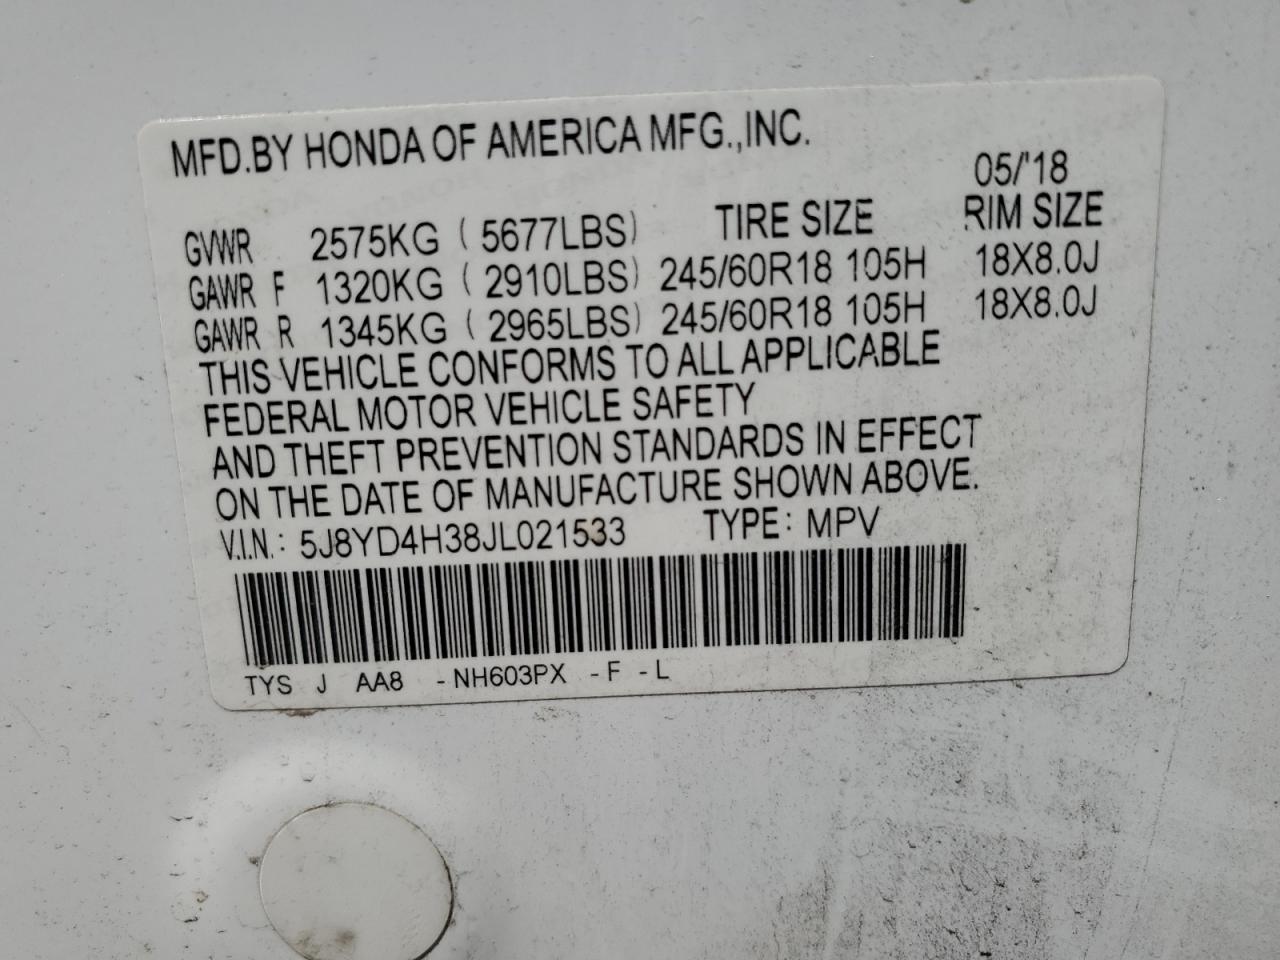 MFD.BY HONDA OF AMERICA MFG.,INC.
05/'18
GVWR 2575KG ( 5677LBS) TIRE SIZE RIM SIZE
GAWR F 1320KG ( 2910LBS) 245/60R18 105H 18X8.0J
GAWR R 1345KG ( 2965LBS) 245/60R18 105H 18X8.0J
THIS VEHICLE CONFORMS TO ALL APPLICABLE
FEDERAL MOTOR VEHICLE SAFETY
AND THEFT PREVENTION STANDARDS IN EFFECT
ON THE DATE OF MANUFACTURE SHOWN ABOVE.
V.I.N.: 5J8YD4H38JL021533 TYPE: MPV
TYS J AA8 -NH603PX -F -L